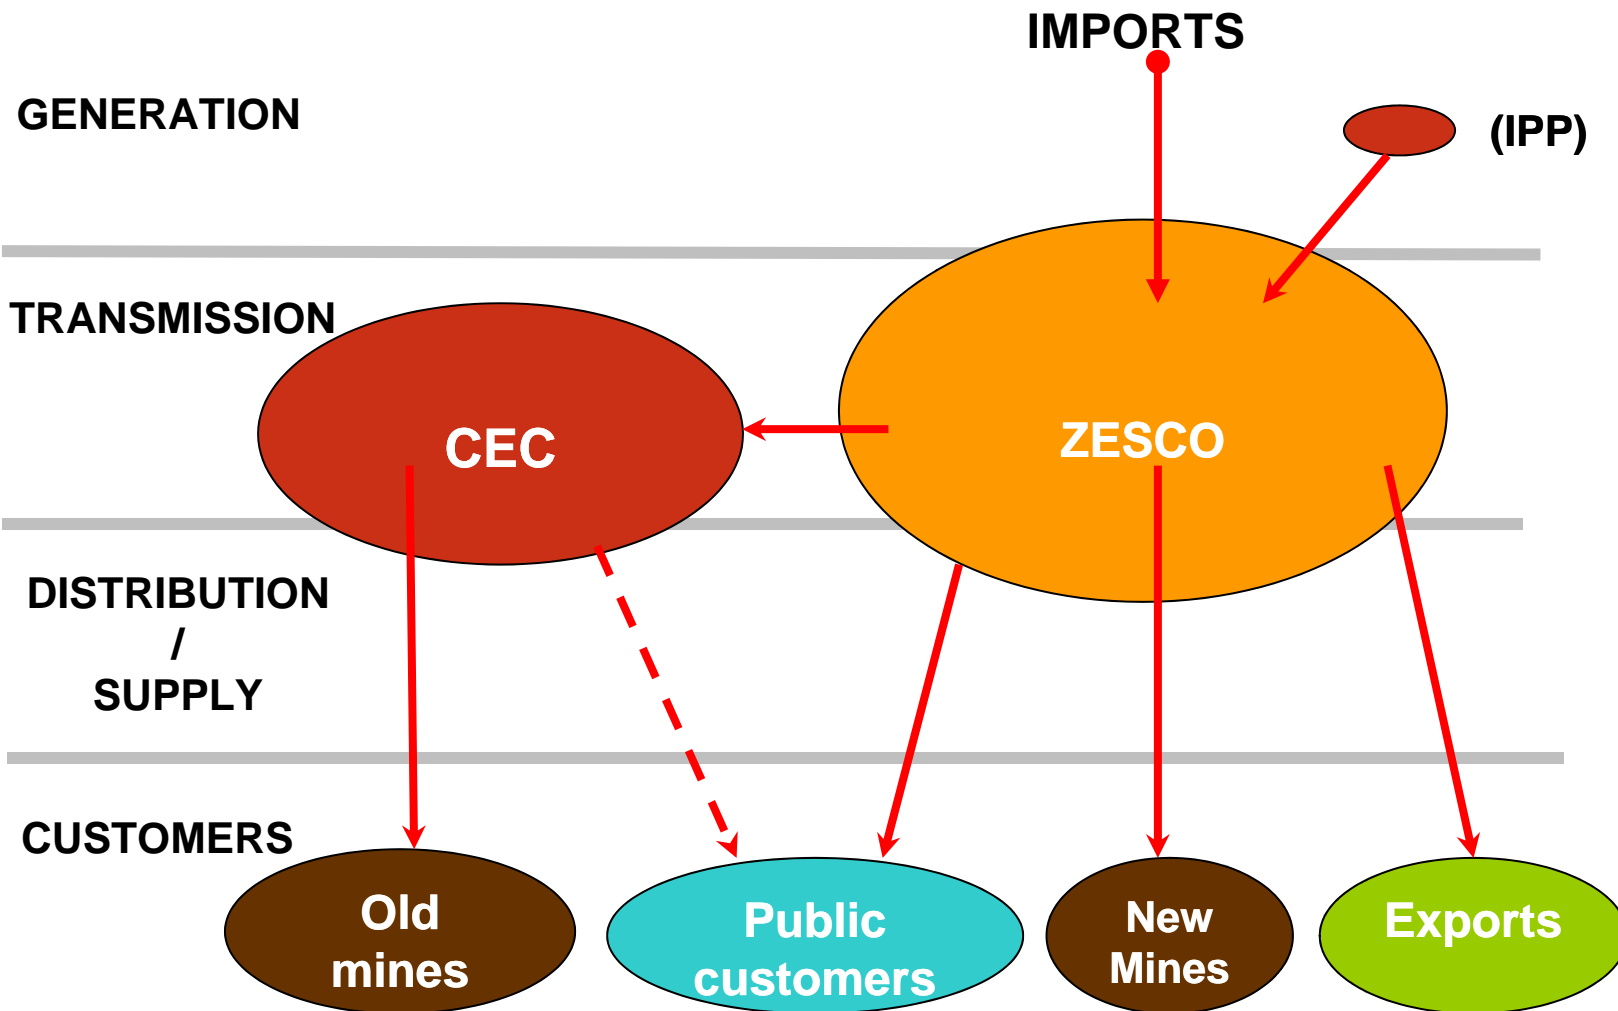 IMPORTS
GENERATION
(IPP)
TRANSMISSION
CEC
ZESCO
DISTRIBUTION
/
SUPPLY
CUSTOMERS
Old
mines
Public
customers
New
Mines
Exports